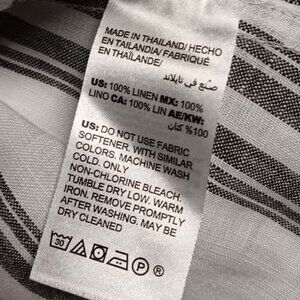 MADE IN THAILAND/ HECHO
EN TAILANDIA/ FABRIQUÉ
EN THAÏLANDE/
صنع في تايلاند
US: 100% LINEN MX: 100%
LINO CA: 100% LIN AE/KW:
100% كتان
US: DO NOT USE FABRIC
SOFTENER. WITH SIMILAR
COLORS. MACHINE WASH
COLD. ONLY
NON-CHLORINE BLEACH.
TUMBLE DRY LOW. WARM
IRON. REMOVE PROMPTLY
AFTER WASHING. MAY BE
DRY CLEANED
30 P ®